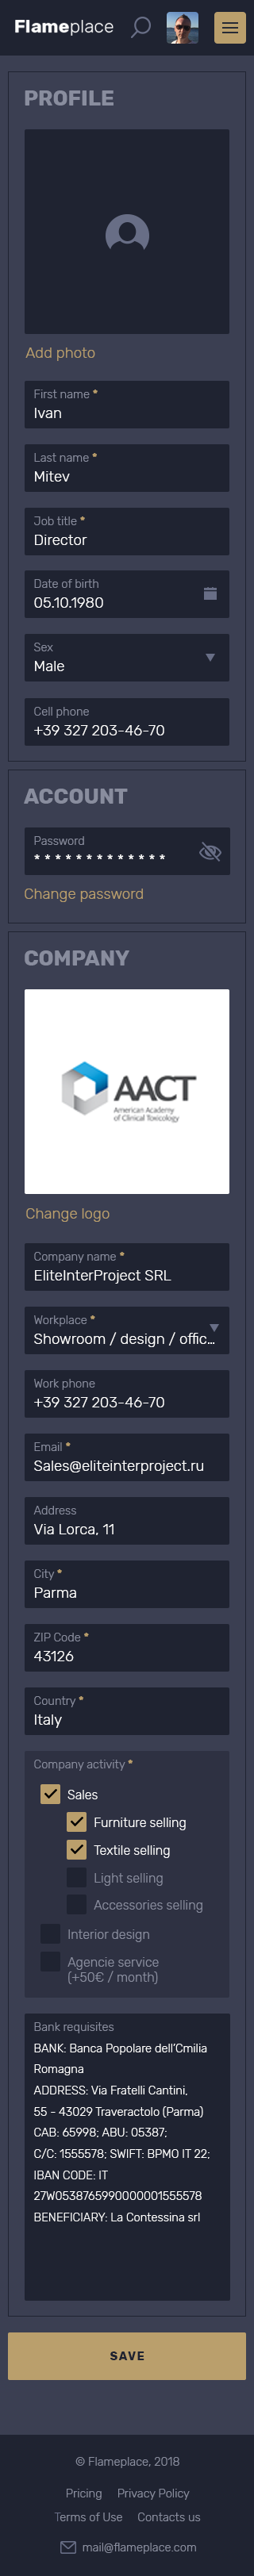 Flameplace
PROFILE
Add photo
First name *
Ivan
Last name *
Mitev
Job title *
Director
Date of birth
05.10.1980
Sex
Male
Cell phone
+39 327 203-46-70
ACCOUNT
Password
* * * * * * * * * * * * *
Change password
COMPANY
AACT
American Academy
of Clinical Toxicology
Change logo
Company name *
EliteInterProject SRL
Workplace *
Showroom / design / offic...
Work phone
+39 327 203-46-70
Email *
Sales@eliteinterproject.ru
Address
Via Lorca, 11
City *
Parma
ZIP Code *
43126
Country *
Italy
Company activity *
Sales
Furniture selling
Textile selling
Light selling
Accessories selling
Interior design
Agencie service
(+50€ / month)
Bank requisites
BANK: Banca Popolare dell'Cmilia
Romagna
ADDRESS: Via Fratelli Cantini,
55 - 43029 Traveractolo (Parma)
CAB: 65998; ABU: 05387;
C/C: 1555578; SWIFT: BPMO IT 22;
IBAN CODE: IT
27W0538765990000001555578
BENEFICIARY: La Contessina srl
SAVE
© Flameplace, 2018
Pricing Privacy Policy
Terms of Use Contacts us
mail@flameplace.com